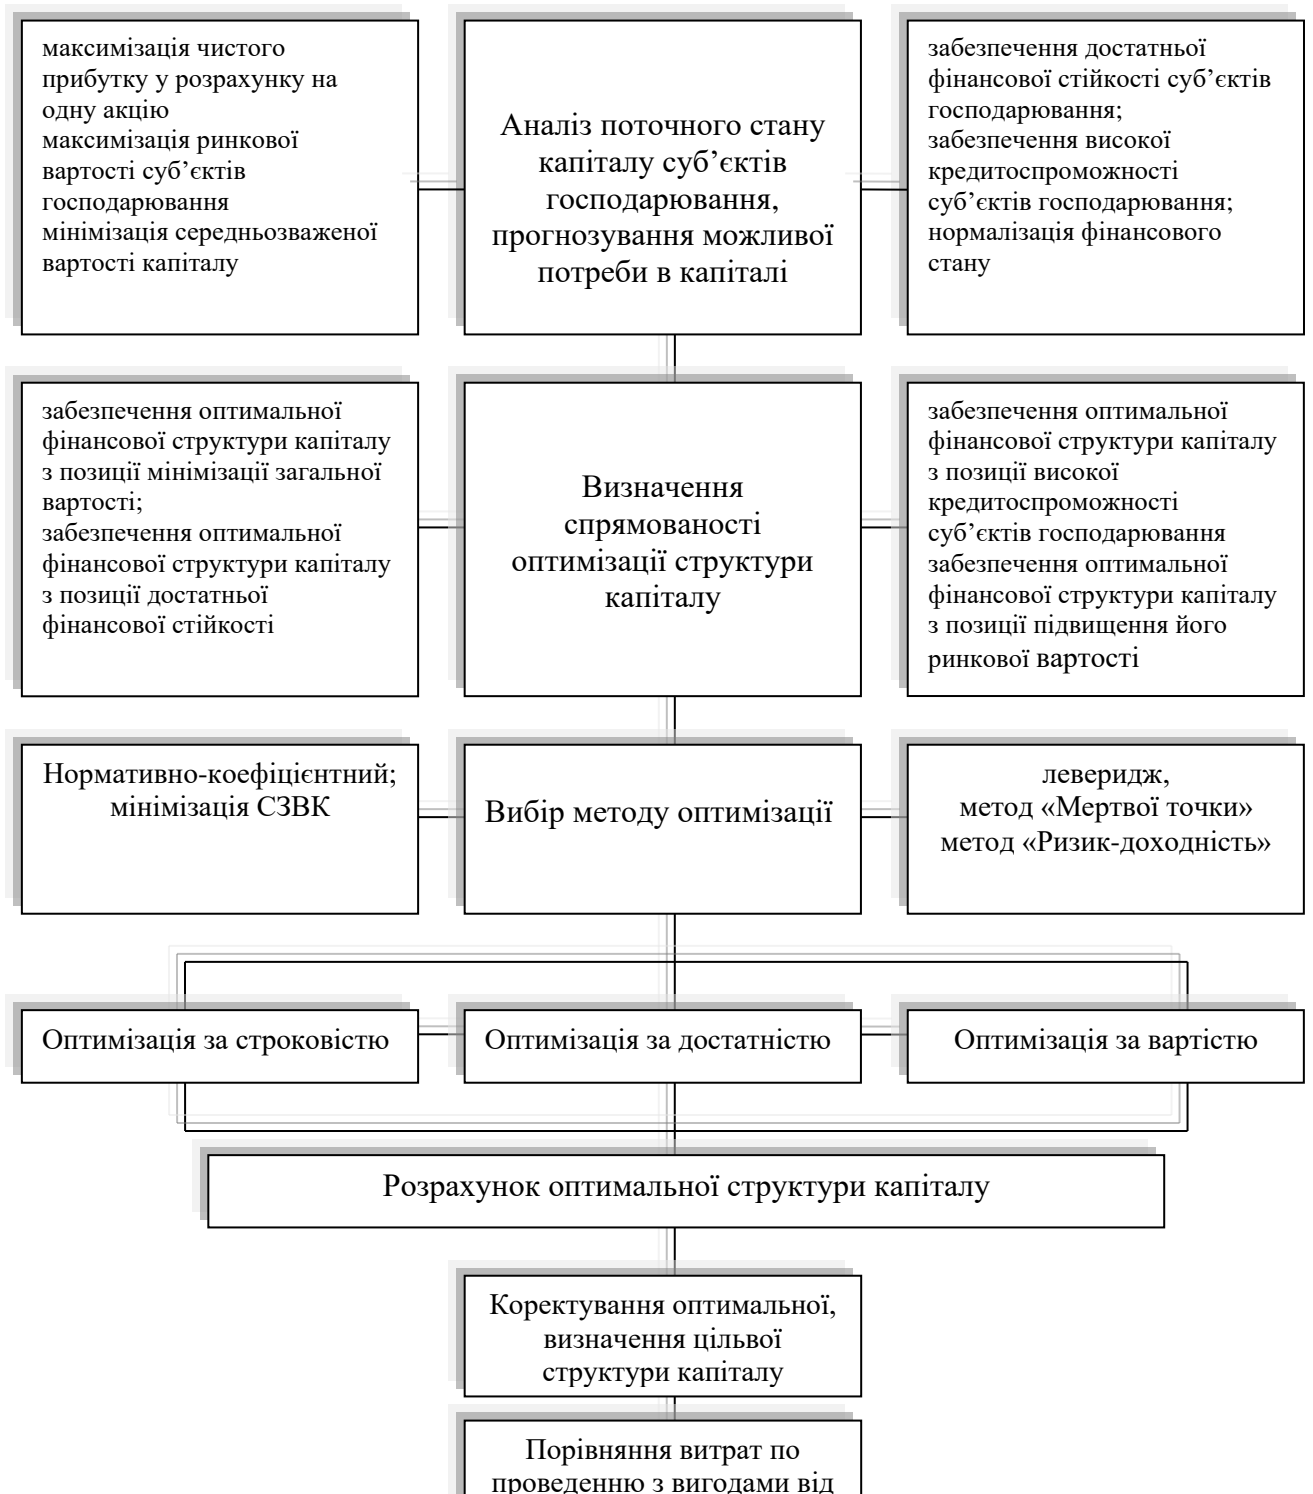 максимізація чистого
прибутку у розрахунку на
одну акцію
максимізація ринкової
вартості суб’єктів
господарювання
мінімізація середньозваженої
вартості капіталу
Аналіз поточного стану
капіталу суб’єктів
господарювання,
прогнозування можливої
потреби в капіталі
забезпечення достатньої
фінансової стійкості суб’єктів
господарювання;
забезпечення високої
кредитоспроможності
суб’єктів господарювання;
нормалізація фінансового
стану
забезпечення оптимальної
фінансової структури капіталу
з позиції мінімізації загальної
вартості;
забезпечення оптимальної
фінансової структури капіталу
з позиції достатньої
фінансової стійкості
Визначення
спрямованості
оптимізації структури
капіталу
забезпечення оптимальної
фінансової структури капіталу
з позиції високої
кредитоспроможності
суб’єктів господарювання
забезпечення оптимальної
фінансової структури капіталу
з позиції підвищення його
ринкової вартості
Нормативно-коефіцієнтний;
мінімізація СЗВК
Вибір методу оптимізації
леверидж,
метод «Мертвої точки»
метод «Ризик-доходність»
Оптимізація за строковістю
Оптимізація за достатністю
Оптимізація за вартістю
Розрахунок оптимальної структури капіталу
Коректування оптимальної,
визначення цільвої
структури капіталу
Порівняння витрат по
проведенню з вигодами від